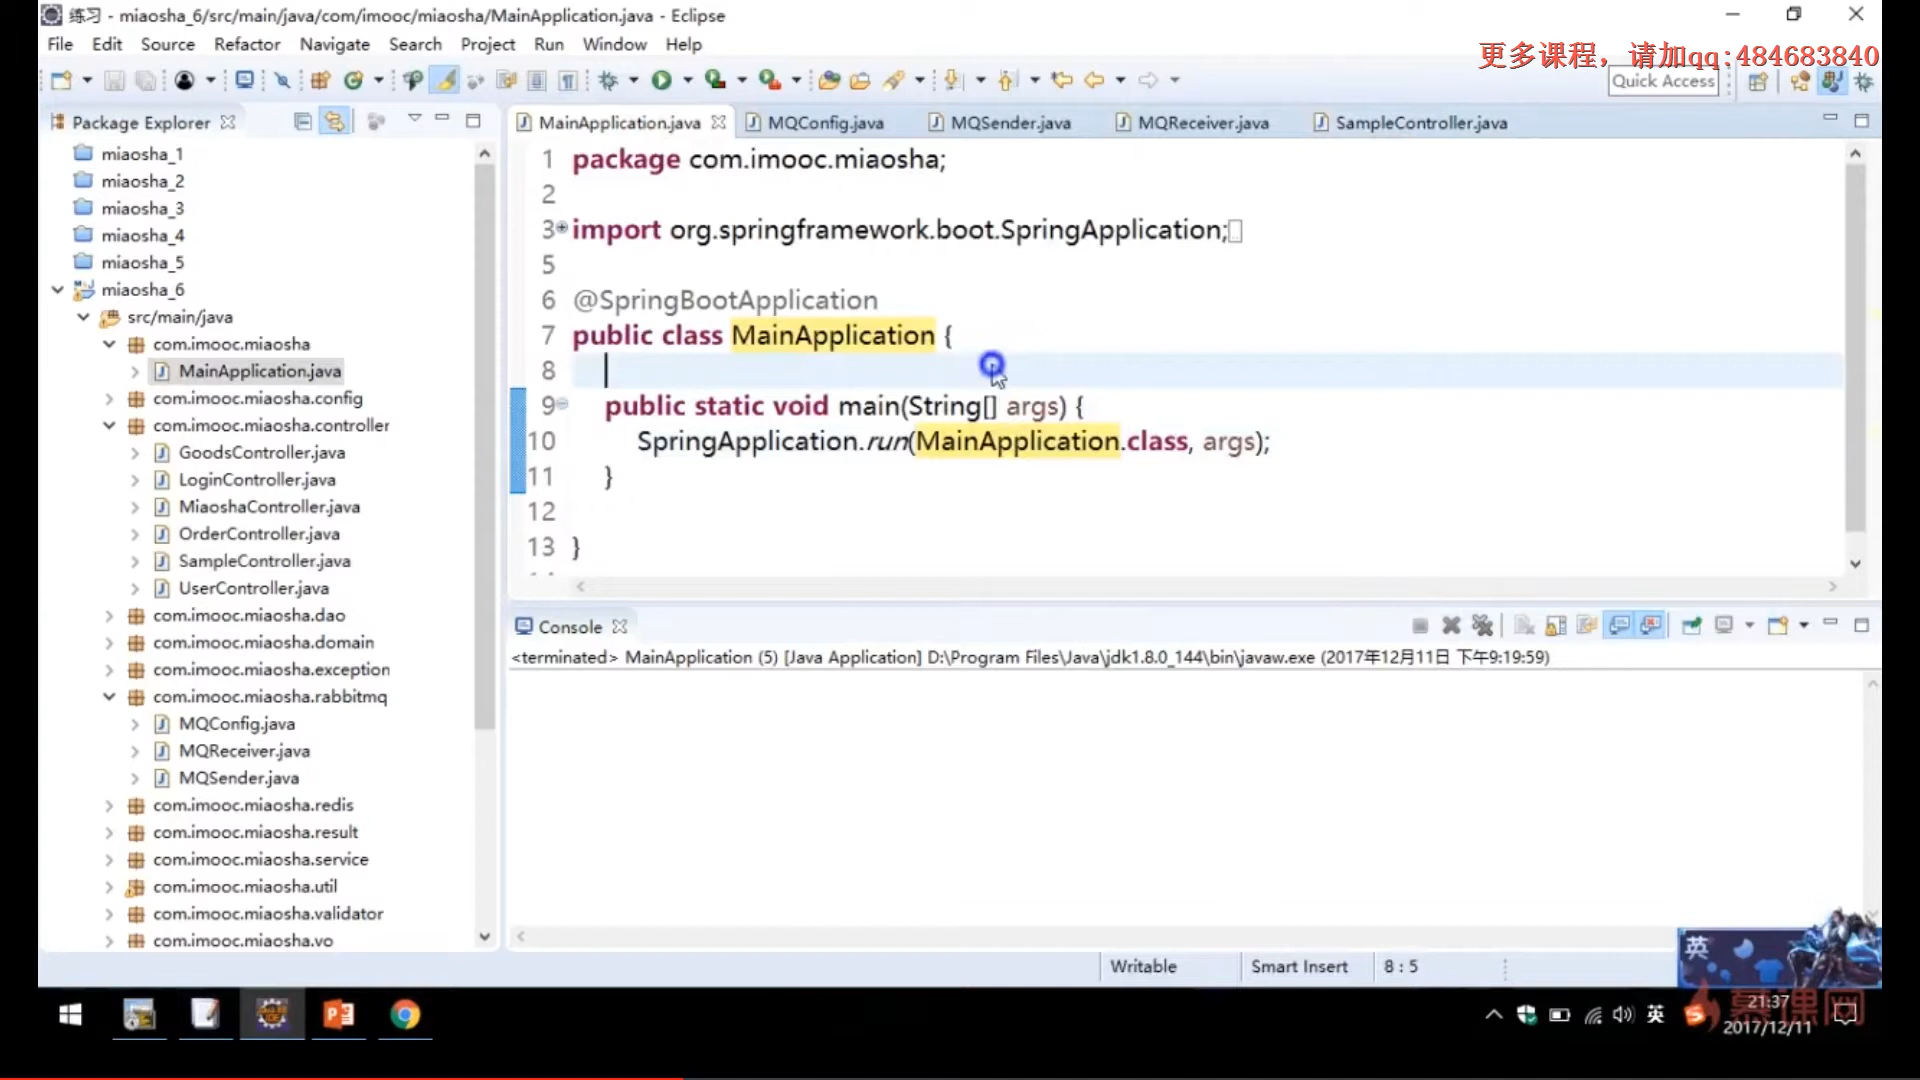 练习 - miaosha_6/src/main/java/com/imooc/miaosha/MainApplication.java - Eclipse
File Edit Source Refactor Navigate Search Project Run Window Help
更多课程，请加qq:484683840
Quick Access
Package Explorer
miaosha_1
miaosha_2
miaosha_3
miaosha_4
miaosha_5
miaosha_6
src/main/java
com.imooc.miaosha
MainApplication.java
com.imooc.miaosha.config
com.imooc.miaosha.controller
GoodsController.java
LoginController.java
MiaoshaController.java
OrderController.java
SampleController.java
UserController.java
com.imooc.miaosha.dao
com.imooc.miaosha.domain
com.imooc.miaosha.exception
com.imooc.miaosha.rabbitmq
MQConfig.java
MQReceiver.java
MQSender.java
com.imooc.miaosha.redis
com.imooc.miaosha.result
com.imooc.miaosha.service
com.imooc.miaosha.util
com.imooc.miaosha.validator
com.imooc.miaosha.vo
MainApplication.java MQConfig.java MQSender.java MQReceiver.java SampleController.java
1 package com.imooc.miaosha;
2
3 import org.springframework.boot.SpringApplication;
5
6 @SpringBootApplication
7 public class MainApplication {
8
9 public static void main(String[] args) {
10 SpringApplication.run(MainApplication.class, args);
11 }
12
13 }
Console
<terminated> MainApplication (5) [Java Application] D:\Program Files\Java\jdk1.8.0_144\bin\javaw.exe (2017年12月11日 下午9:19:59)
Writable Smart Insert 8 : 5
英
英
慕课网
21:37
2017/12/11